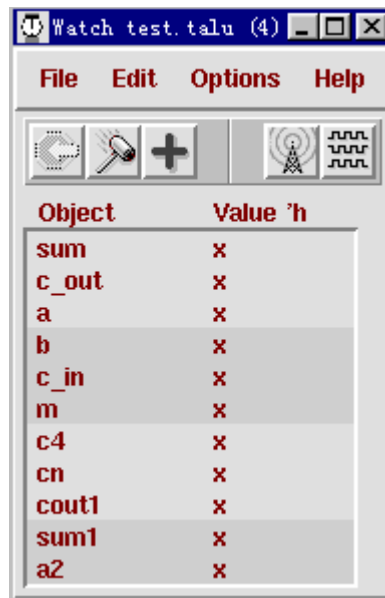 Watch test.talu (4)
File Edit Options Help
Object Value 'h
sum x
c_out x
a x
b x
c_in x
m x
c4 x
cn x
cout1 x
sum1 x
a2 x